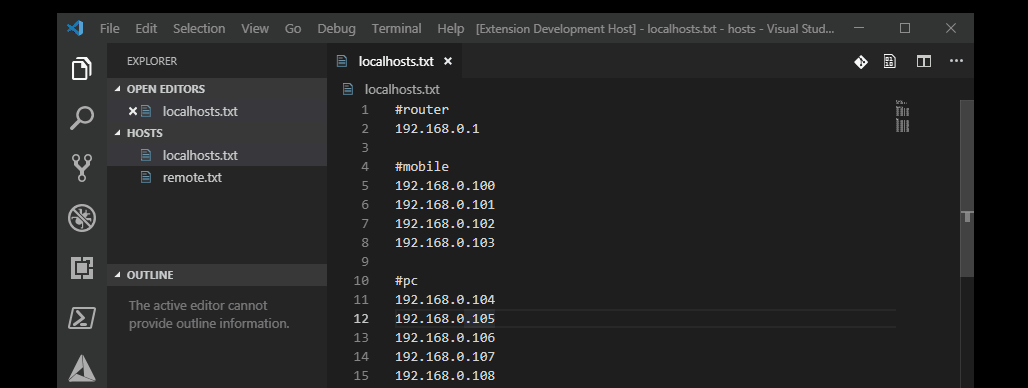 File Edit Selection View Go Debug Terminal Help [Extension Development Host] - localhosts.txt - hosts - Visual Stud...
EXPLORER
OPEN EDITORS
localhosts.txt
HOSTS
localhosts.txt
remote.txt
OUTLINE
The active editor cannot
provide outline information.
localhosts.txt
localhosts.txt
1 #router
2 192.168.0.1
3
4 #mobile
5 192.168.0.100
6 192.168.0.101
7 192.168.0.102
8 192.168.0.103
9
10 #pc
11 192.168.0.104
12 192.168.0.105
13 192.168.0.106
14 192.168.0.107
15 192.168.0.108